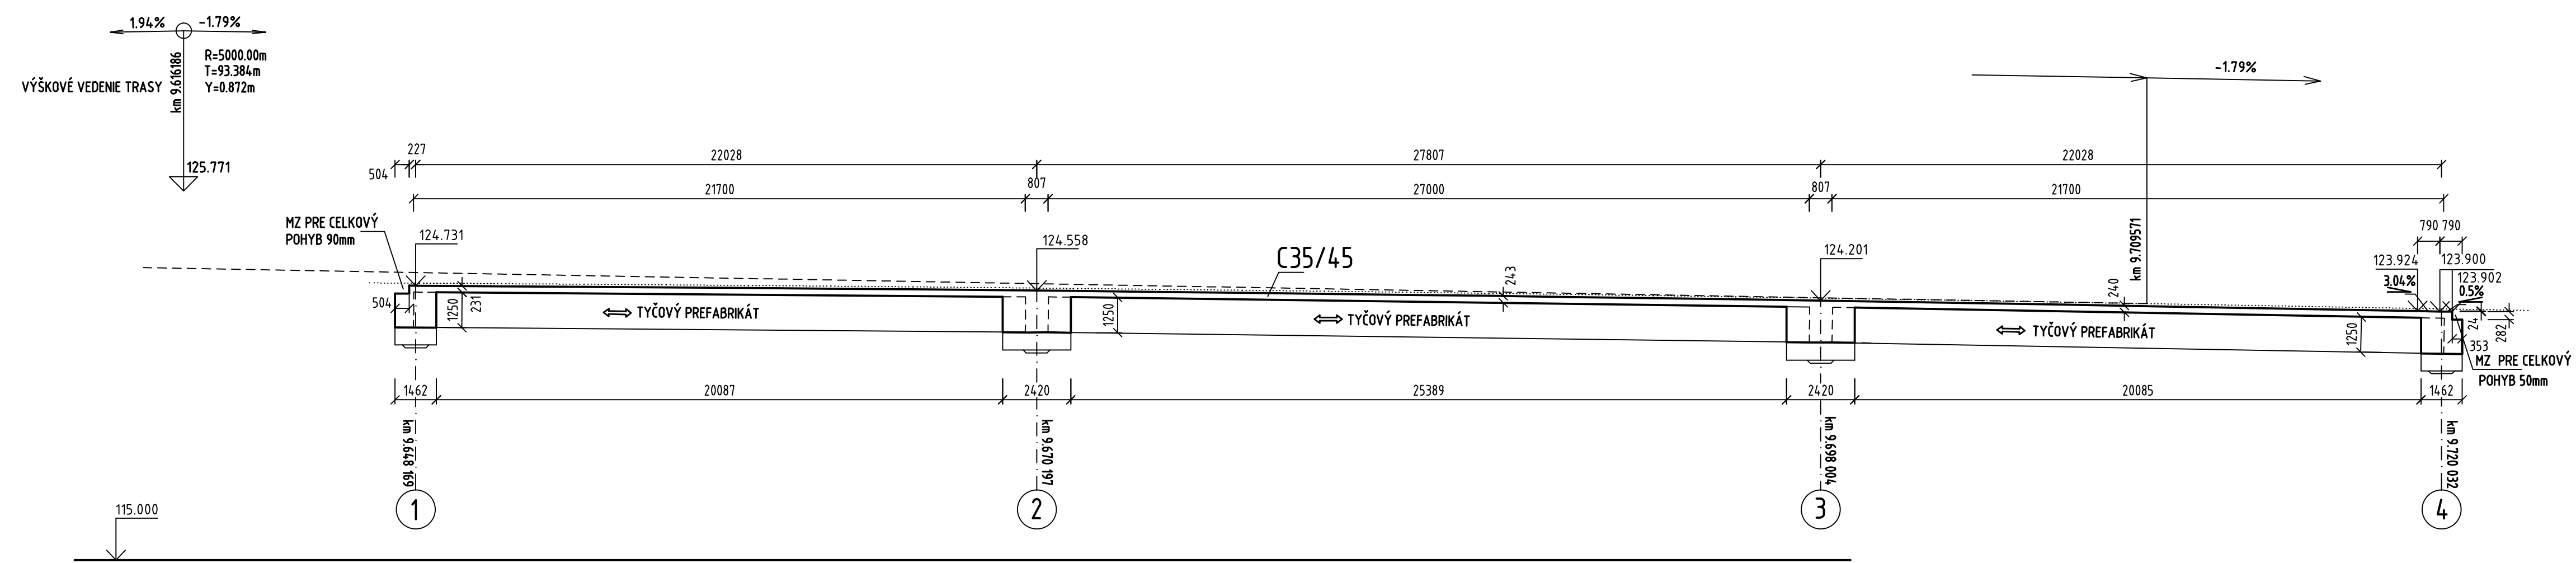 1.94%
-1.79%
km 9.616186
R=5000.00m
T=93.384m
Y=0.872m
VÝŠKOVÉ VEDENIE TRASY
125.771
-1.79%
km 9.709571
227
22028
27807
22028
504
21700
807
27000
807
21700
MZ PRE CELKOVÝ
POHYB 90mm
124.731
124.558
C35/45
243
124.201
240
790 790
123.924
123.900
123.902
3.04%
0.5%
504
1250
231
TYČOVÝ PREFABRIKÁT
1250
TYČOVÝ PREFABRIKÁT
TYČOVÝ PREFABRIKÁT
1250
24
282
353
MZ PRE CELKOVÝ
POHYB 50mm
1462
20087
2420
25389
2420
20085
1462
km 9.648 169
km 9.670 197
km 9.698 004
km 9.720 032
1
2
3
4
115.000